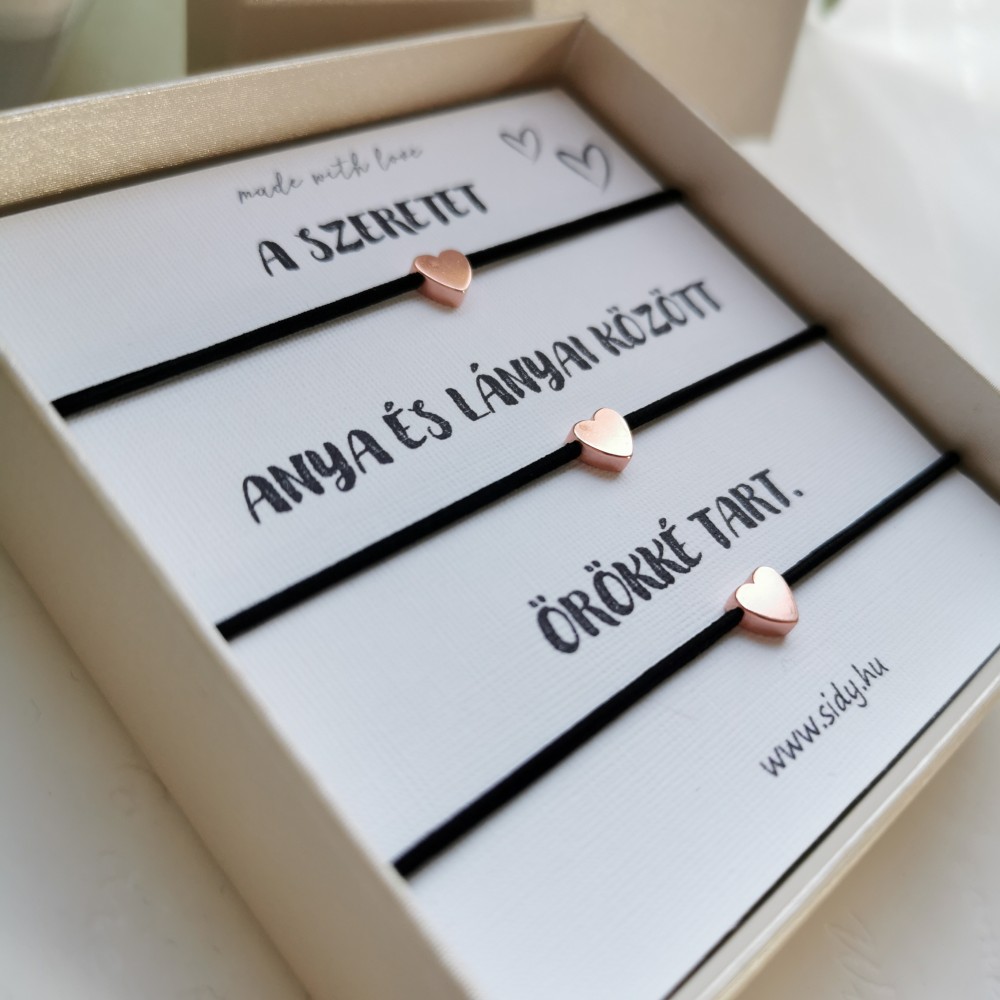 made with love
A SZERETET
ANYA ÉS LÁNYAI KÖZÖTT
ÖRÖKKÉ TART.
www.sidy.hu